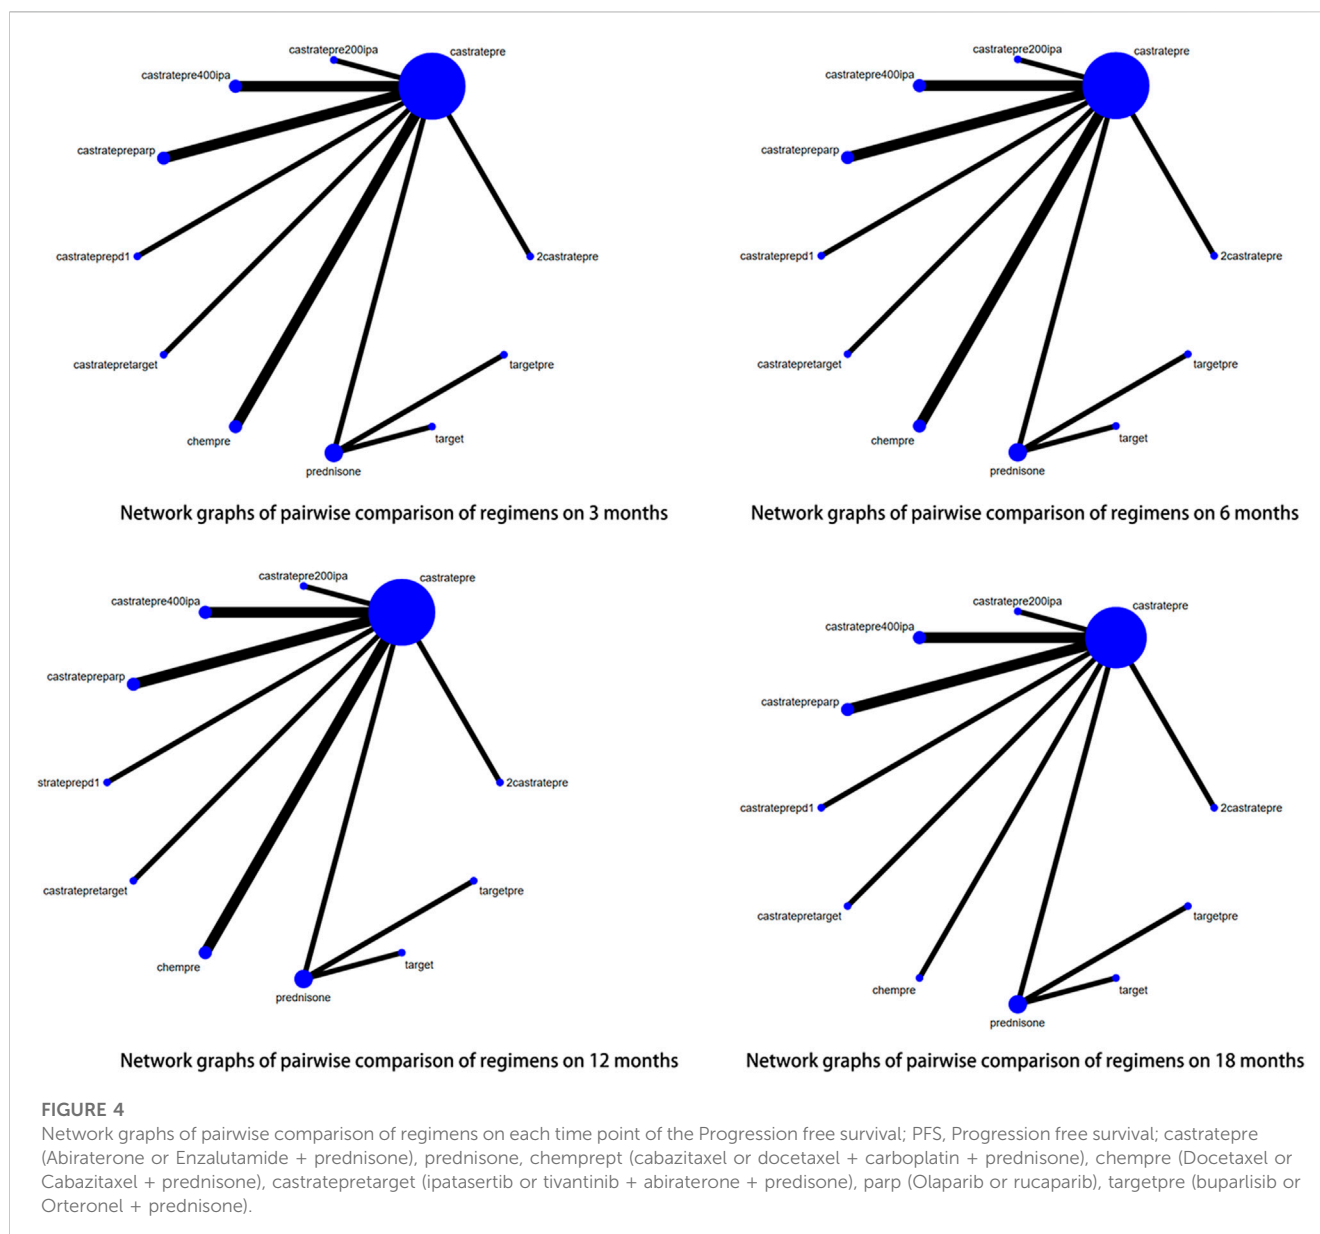 castratepre200ipa
castratepre
castratepre400ipa
castratepreparp
castrateprepd1
2castratepre
castratepretarget
targetpre
chempre
target
prednisone
Network graphs of pairwise comparison of regimens on 3 months
castratepre200ipa
castratepre
castratepre400ipa
castratepreparp
castrateprepd1
2castratepre
castratepretarget
targetpre
chempre
target
prednisone
Network graphs of pairwise comparison of regimens on 6 months
castratepre200ipa
castratepre
castratepre400ipa
castratepreparp
strateprepd1
2castratepre
castratepretarget
targetpre
chempre
target
prednisone
Network graphs of pairwise comparison of regimens on 12 months
castratepre200ipa
castratepre
castratepre400ipa
castratepreparp
castrateprepd1
2castratepre
castratepretarget
targetpre
chempre
target
prednisone
Network graphs of pairwise comparison of regimens on 18 months
FIGURE 4
Network graphs of pairwise comparison of regimens on each time point of the Progression free survival; PFS, Progression free survival; castratepre
(Abiraterone or Enzalutamide + prednisone), prednisone, chemprept (cabazitaxel or docetaxel + carboplatin + prednisone), chempre (Docetaxel or
Cabazitaxel + prednisone), castratepretarget (ipatasertib or tivantinib + abiraterone + predisone), parp (Olaparib or rucaparib), targetpre (buparlisib or
Orteronel + prednisone).